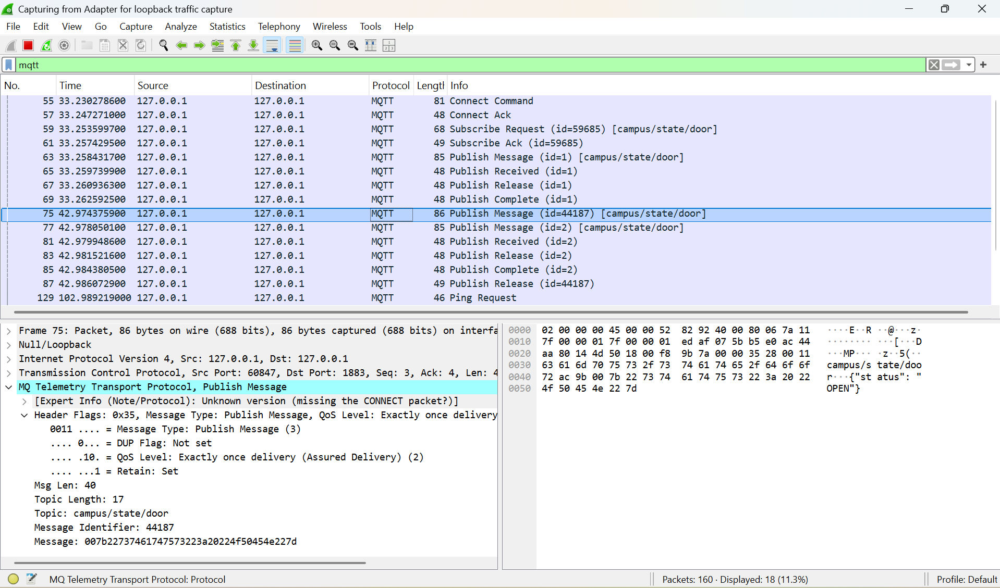 Capturing from Adapter for loopback traffic capture
File Edit View Go Capture Analyze Statistics Telephony Wireless Tools Help
mqtt
No. Time Source Destination Protocol Length Info
55 33.230278600 127.0.0.1 127.0.0.1 MQTT 81 Connect Command
57 33.247271000 127.0.0.1 127.0.0.1 MQTT 48 Connect Ack
59 33.253599700 127.0.0.1 127.0.0.1 MQTT 68 Subscribe Request (id=59685) [campus/state/door]
61 33.257429500 127.0.0.1 127.0.0.1 MQTT 49 Subscribe Ack (id=59685)
63 33.258431700 127.0.0.1 127.0.0.1 MQTT 85 Publish Message (id=1) [campus/state/door]
65 33.259739900 127.0.0.1 127.0.0.1 MQTT 48 Publish Received (id=1)
67 33.260936300 127.0.0.1 127.0.0.1 MQTT 48 Publish Release (id=1)
69 33.262592500 127.0.0.1 127.0.0.1 MQTT 48 Publish Complete (id=1)
75 42.974375900 127.0.0.1 127.0.0.1 MQTT 86 Publish Message (id=44187) [campus/state/door]
77 42.978050100 127.0.0.1 127.0.0.1 MQTT 85 Publish Message (id=2) [campus/state/door]
81 42.979948600 127.0.0.1 127.0.0.1 MQTT 48 Publish Received (id=2)
83 42.981521600 127.0.0.1 127.0.0.1 MQTT 48 Publish Release (id=2)
85 42.984380500 127.0.0.1 127.0.0.1 MQTT 48 Publish Complete (id=2)
87 42.986072900 127.0.0.1 127.0.0.1 MQTT 49 Publish Release (id=44187)
129 102.989219000 127.0.0.1 127.0.0.1 MQTT 46 Ping Request
Frame 75: Packet, 86 bytes on wire (688 bits), 86 bytes captured (688 bits) on interfa
Null/Loopback
Internet Protocol Version 4, Src: 127.0.0.1, Dst: 127.0.0.1
Transmission Control Protocol, Src Port: 60847, Dst Port: 1883, Seq: 3, Ack: 4, Len: 4
MQ Telemetry Transport Protocol, Publish Message
[Expert Info (Note/Protocol): Unknown version (missing the CONNECT packet?)]
Header Flags: 0x35, Message Type: Publish Message, QoS Level: Exactly once delivery
0011 .... = Message Type: Publish Message (3)
.... 0... = DUP Flag: Not set
.... .10. = QoS Level: Exactly once delivery (Assured Delivery) (2)
.... ...1 = Retain: Set
Msg Len: 40
Topic Length: 17
Topic: campus/state/door
Message Identifier: 44187
Message: 007b22737461747573223a20224f50454e227d
0000 02 00 00 00 45 00 00 52 82 92 40 00 80 06 7a 11 ····E··R ··@···z·
0010 7f 00 00 01 7f 00 00 01 ed af 07 5b b5 e0 ac 44 ········ ···[···D
0020 aa 80 14 4d 50 18 00 f8 9b 7a 00 00 35 28 00 11 ···MP··· ·z··5(··
0030 63 61 6d 70 75 73 2f 73 74 61 74 65 2f 64 6f 6f campus/s tate/doo
0040 72 ac 9b 00 7b 22 73 74 61 74 75 73 22 3a 20 22 r···{"st atus": "
0050 4f 50 45 4e 22 7d OPEN"}
MQ Telemetry Transport Protocol: Protocol Packets: 160 · Displayed: 18 (11.3%) Profile: Default